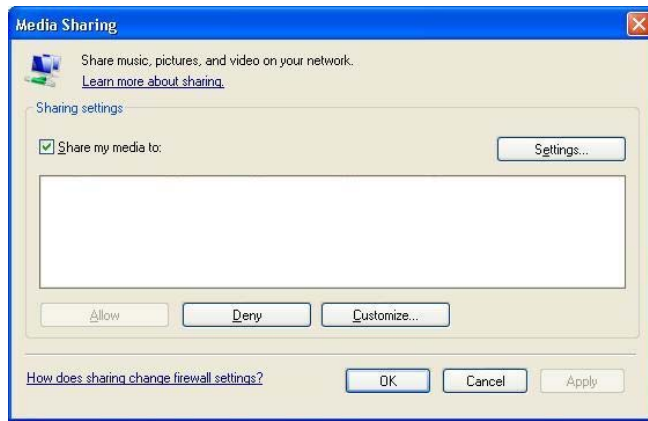 Media Sharing
Share music, pictures, and video on your network.
Learn more about sharing.
Sharing settings
Share my media to:
Settings...
Allow
Deny
Customize...
How does sharing change firewall settings?
OK
Cancel
Apply